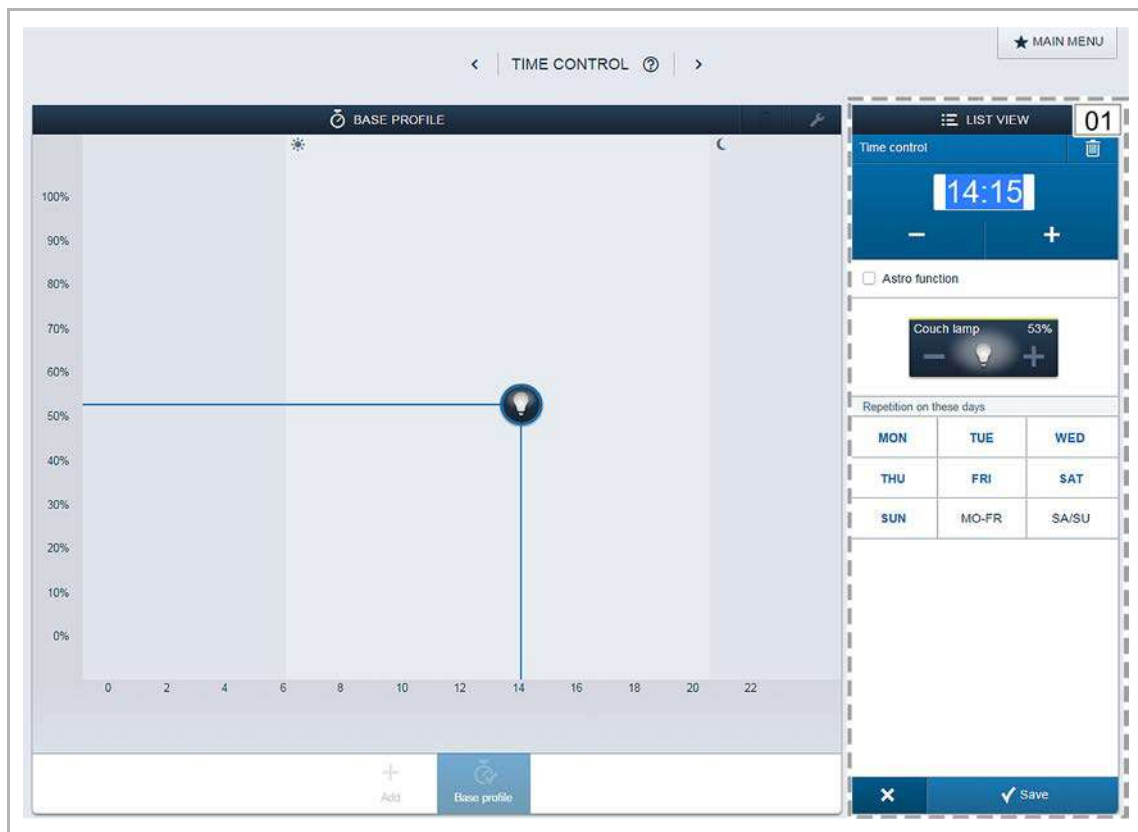 MAIN MENU
TIME CONTROL
BASE PROFILE
100%
90%
80%
70%
60%
50%
40%
30%
20%
10%
0%
0 2 4 6 8 10 12 14 16 18 20 22
Add
Base profile
LIST VIEW
01
Time control
14:15
− +
Astro function
Couch lamp 53%
− +
Repetition on these days
MON TUE WED
THU FRI SAT
SUN MO-FR SA/SU
Save